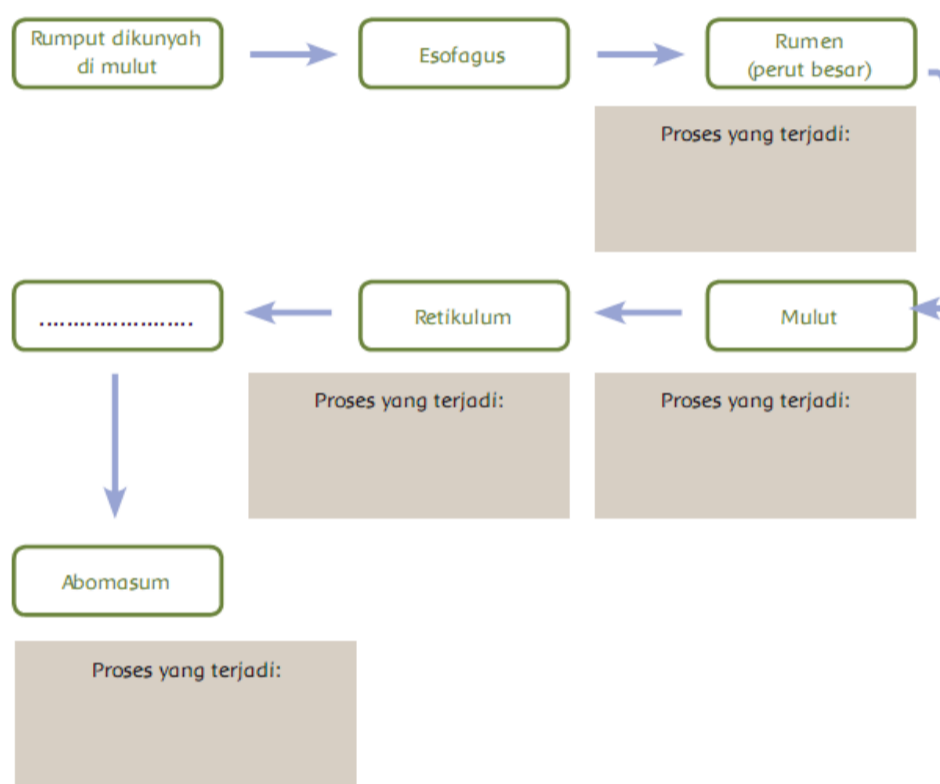 Rumput dikunyah
di mulut
Esofagus
Rumen
(perut besar)
Proses yang terjadi:
.......................
Retikulum
Mulut
Proses yang terjadi:
Proses yang terjadi:
Abomasum
Proses yang terjadi: